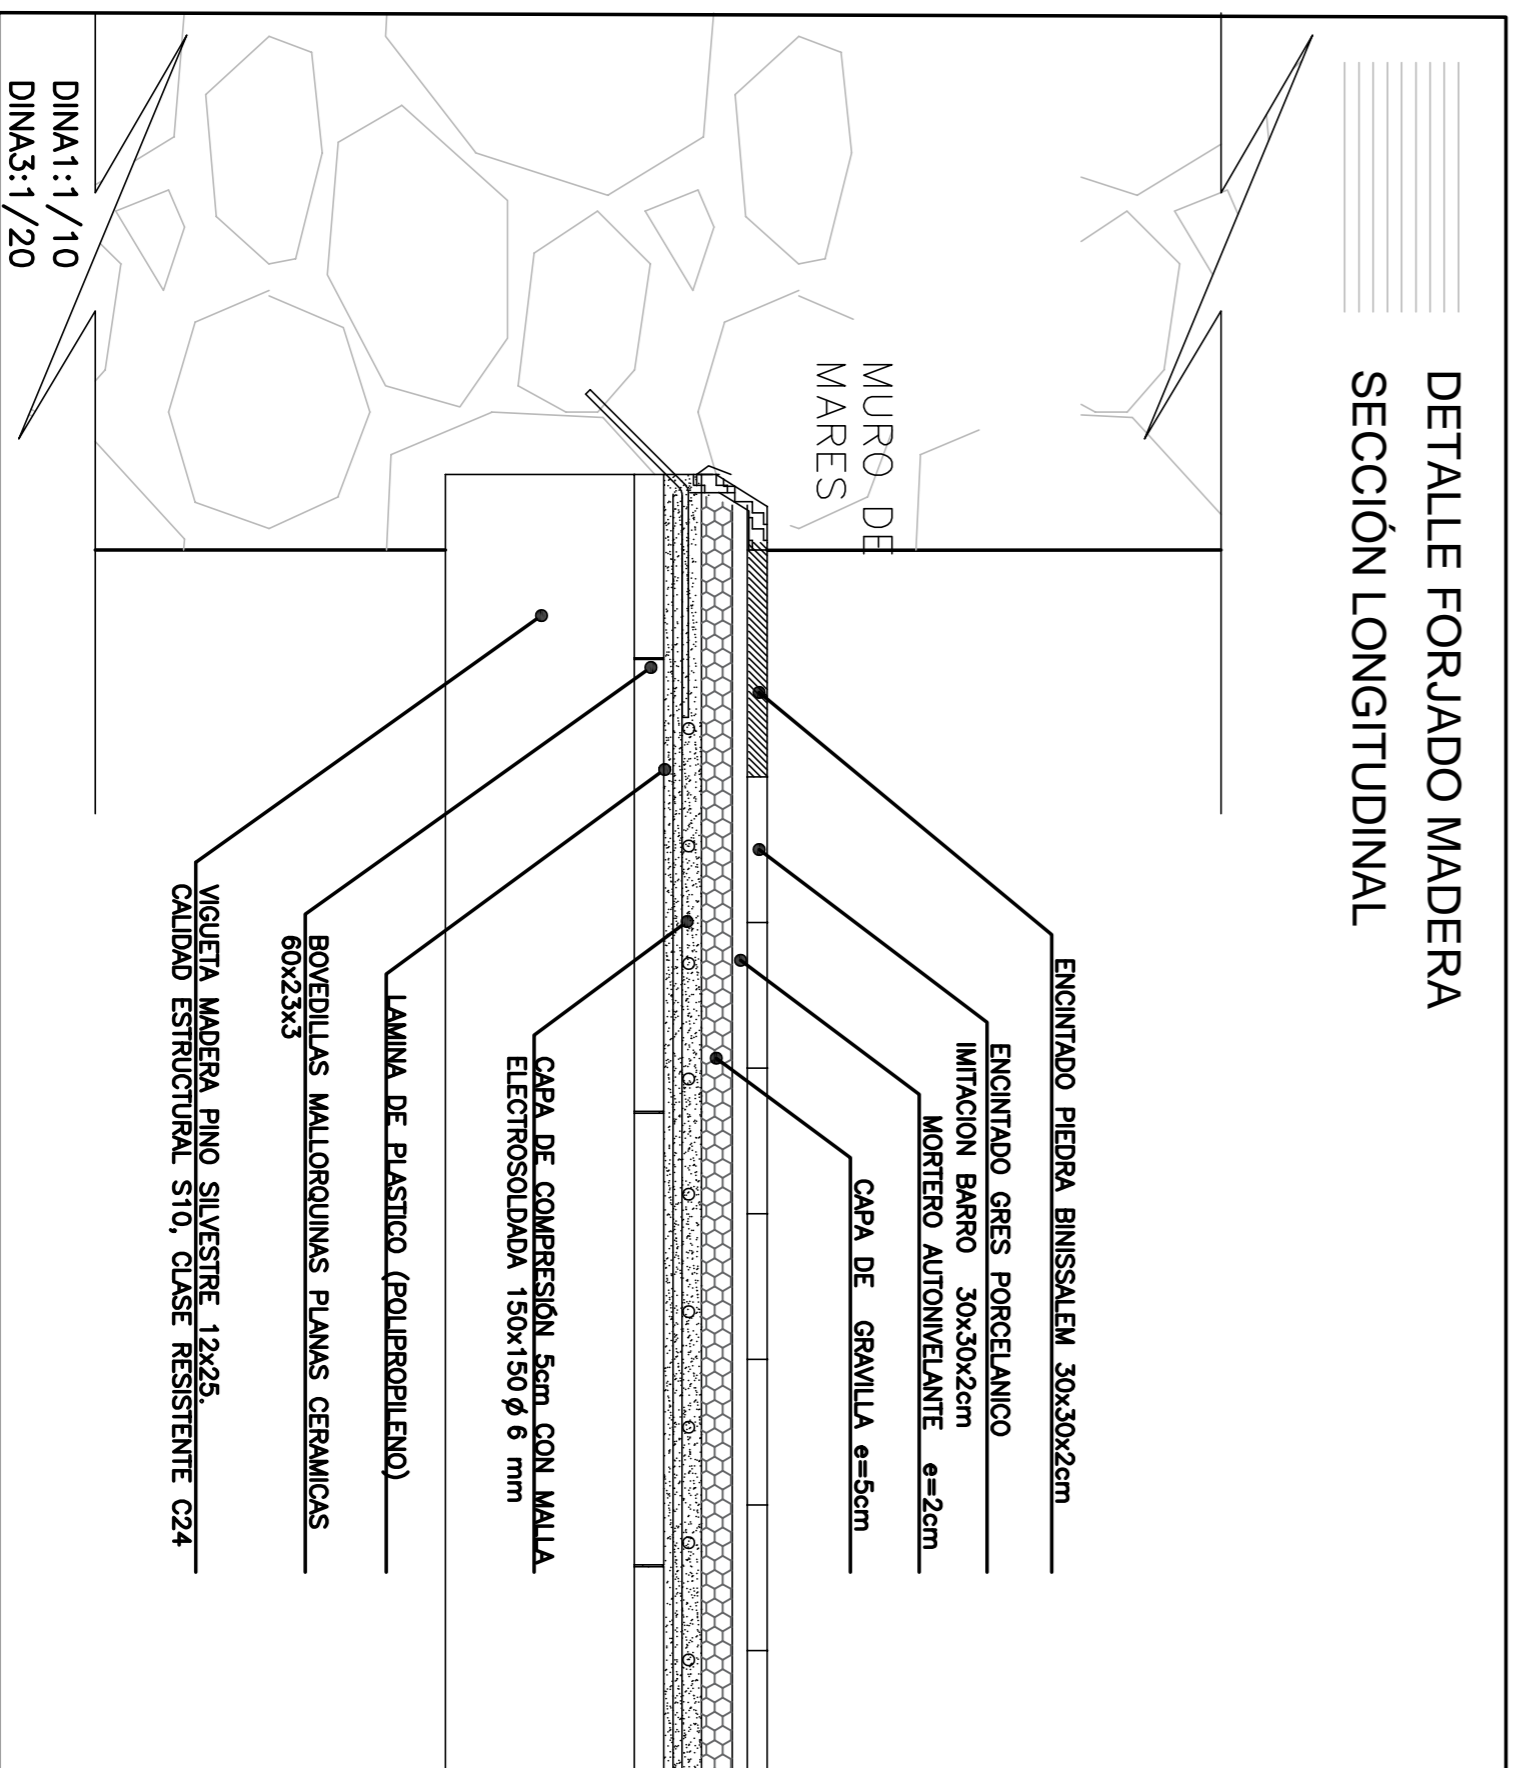 DETALLE FORJADO MADERA
SECCIÓN LONGITUDINAL
MURO DE
MARES
ENCINTADO PIEDRA BINISSALEM 30x30x2cm
ENCINTADO GRES PORCELANICO
IMITACION BARRO 30x30x2cm
MORTERO AUTONIVELANTE e=2cm
CAPA DE GRAVILLA e=5cm
CAPA DE COMPRESIÓN 5cm CON MALLA
ELECTROSOLDADA 150x150 Ø 6 mm
LAMINA DE PLASTICO (POLIPROPILENO)
BOVEDILLAS MALLORQUINAS PLANAS CERAMICAS
60x23x3
VIGUETA MADERA PINO SILVESTRE 12x25.
CALIDAD ESTRUCTURAL S10, CLASE RESISTENTE C24
DINA1:1/10
DINA3:1/20